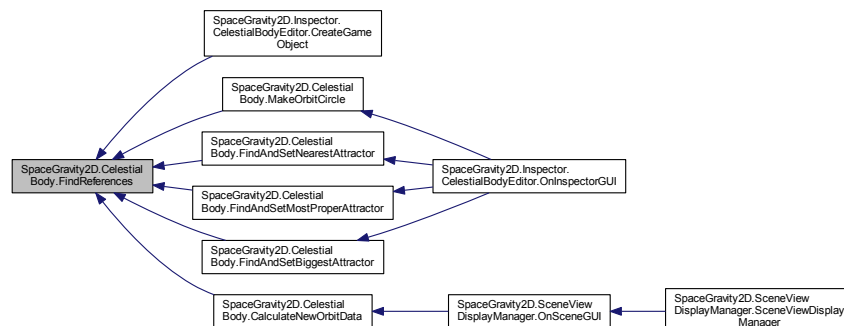 SpaceGravity2D.Inspector.
CelestialBodyEditor.CreateGame
Object
SpaceGravity2D.Celestial
Body.MakeOrbitCircle
SpaceGravity2D.Celestial
Body.FindAndSetNearestAttractor
SpaceGravity2D.Celestial
Body.FindReferences
SpaceGravity2D.Inspector.
CelestialBodyEditor.OnInspectorGUI
SpaceGravity2D.Celestial
Body.FindAndSetMostProperAttractor
SpaceGravity2D.Celestial
Body.FindAndSetBiggestAttractor
SpaceGravity2D.Celestial
Body.CalculateNewOrbitData
SpaceGravity2D.SceneView
DisplayManager.OnSceneGUI
SpaceGravity2D.SceneView
DisplayManager.SceneViewDisplay
Manager